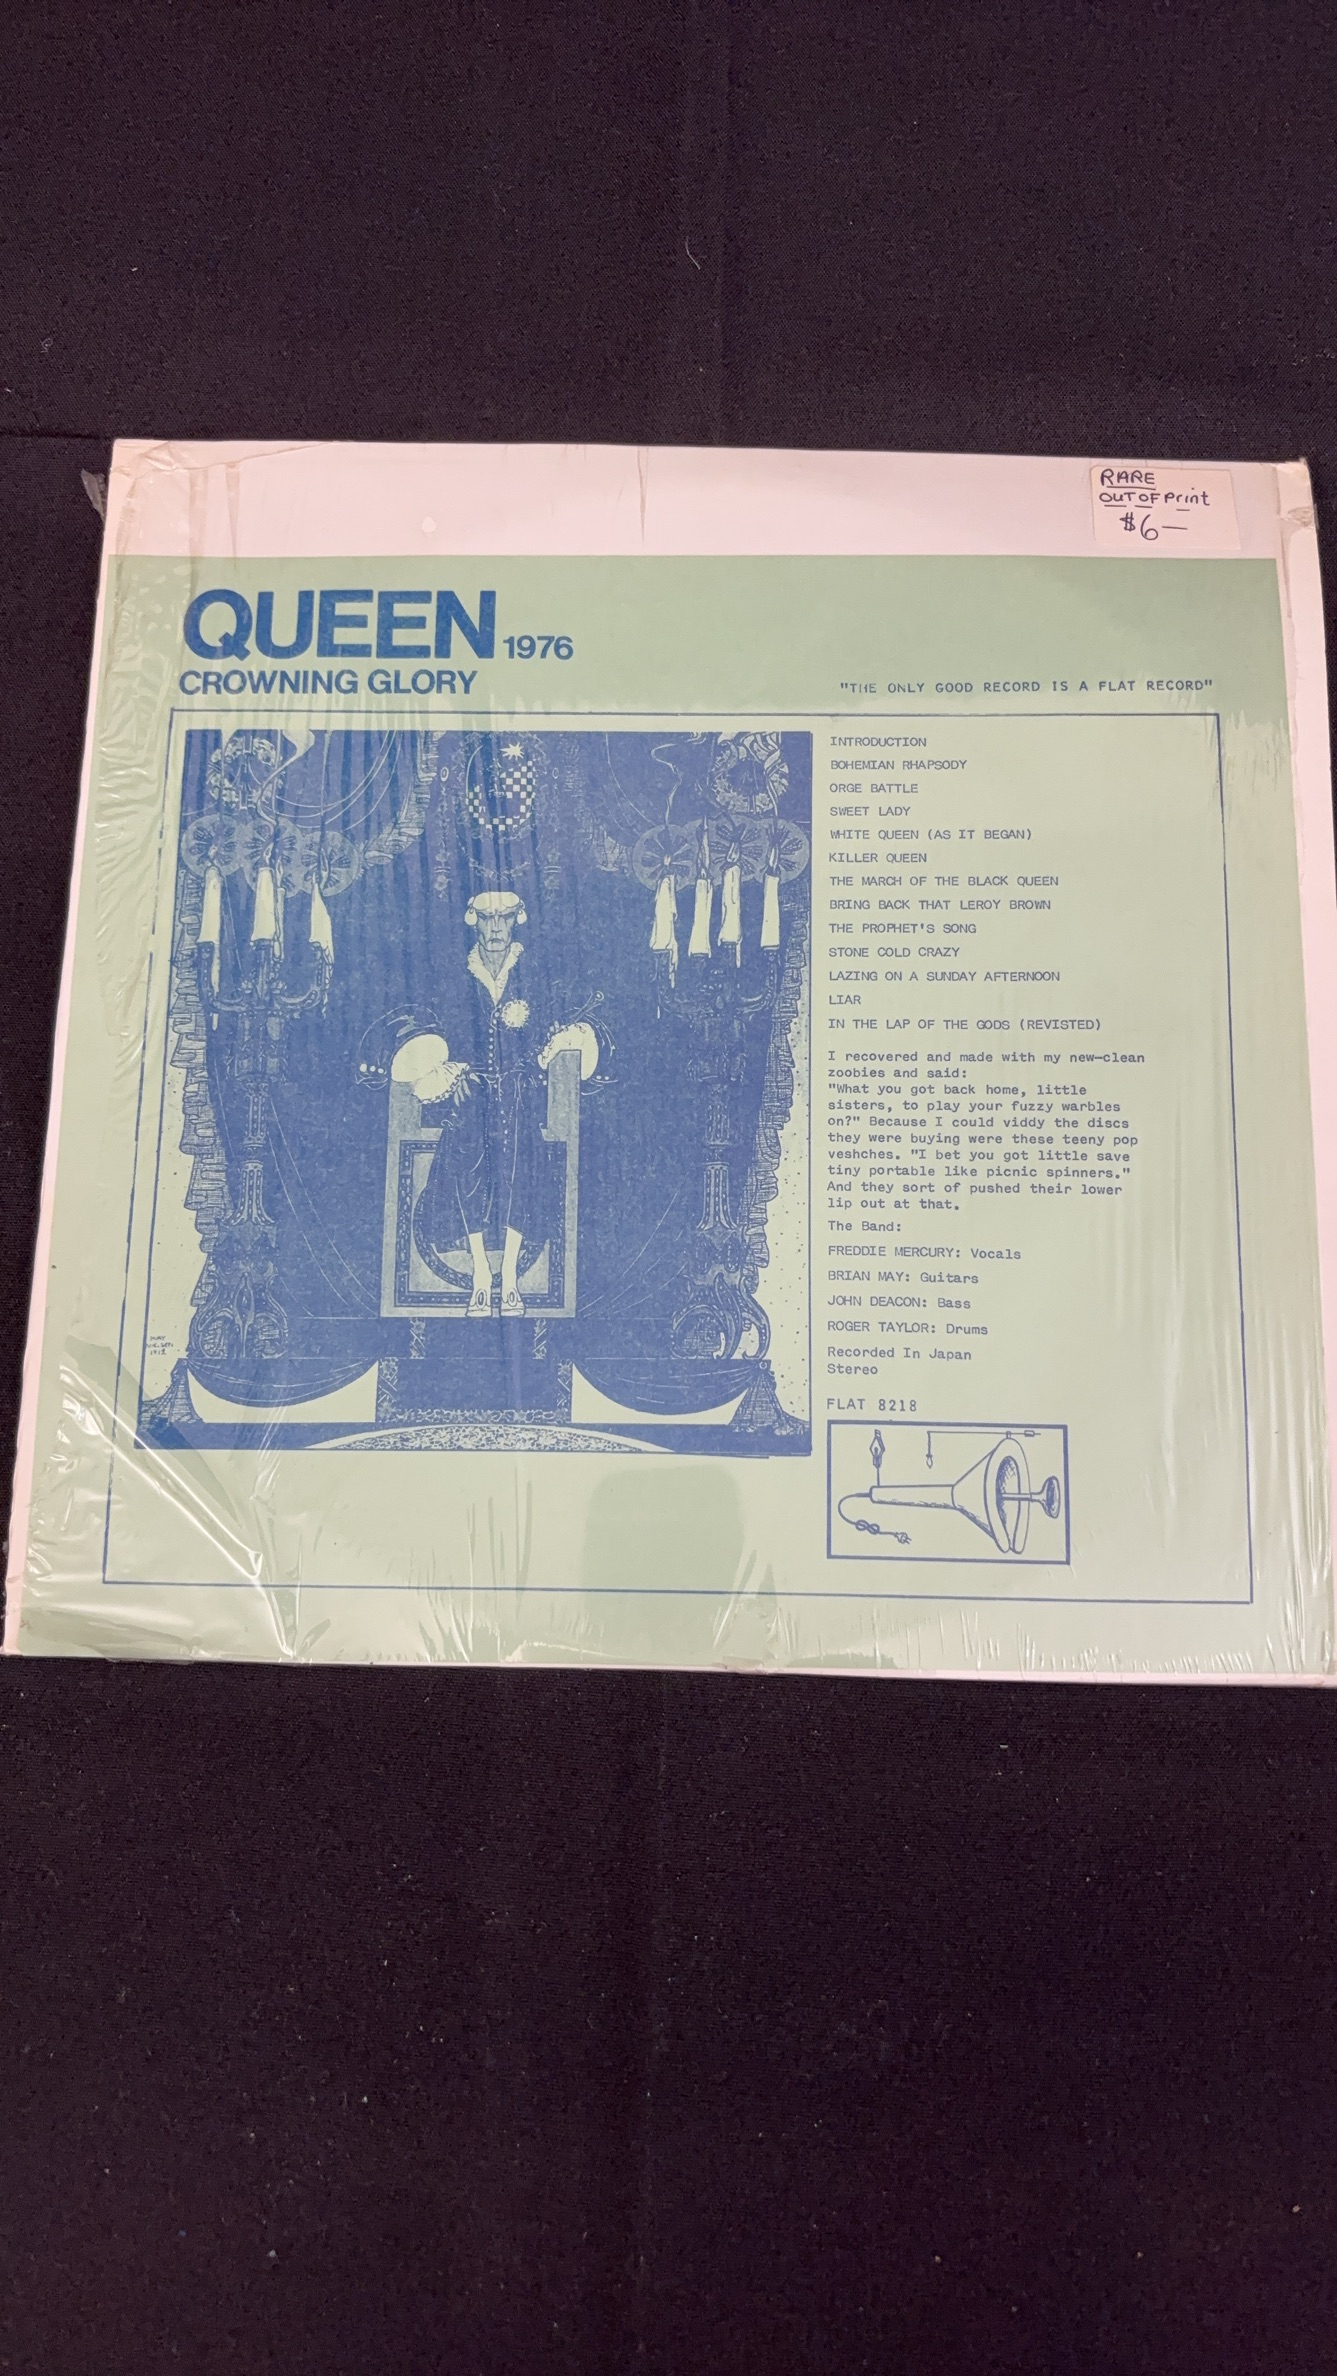 RARE
OUT OF Print
$6—
QUEEN 1976
CROWNING GLORY
"THE ONLY GOOD RECORD IS A FLAT RECORD"
INTRODUCTION
BOHEMIAN RHAPSODY
ORGE BATTLE
SWEET LADY
WHITE QUEEN (AS IT BEGAN)
KILLER QUEEN
THE MARCH OF THE BLACK QUEEN
BRING BACK THAT LEROY BROWN
THE PROPHET'S SONG
STONE COLD CRAZY
LAZING ON A SUNDAY AFTERNOON
LIAR
IN THE LAP OF THE GODS (REVISTED)
I recovered and made with my new-clean
zoobies and said:
"What you got back home, little
sisters, to play your fuzzy warbles
on?" Because I could viddy the discs
they were buying were these teeny pop
veshches. "I bet you got little save
tiny portable like picnic spinners."
And they sort of pushed their lower
lip out at that.
The Band:
FREDDIE MERCURY: Vocals
BRIAN MAY: Guitars
JOHN DEACON: Bass
ROGER TAYLOR: Drums
Recorded In Japan
Stereo
FLAT 8218